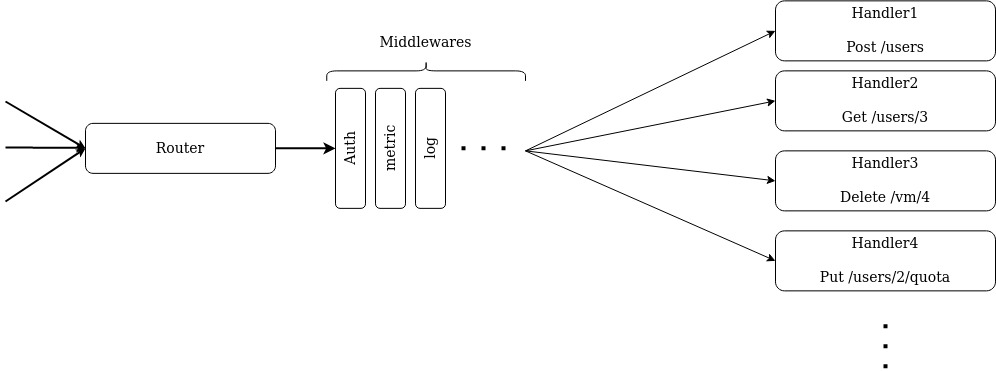 Router
Middlewares
Auth
metric
log
Handler1
Post /users
Handler2
Get /users/3
Handler3
Delete /vm/4
Handler4
Put /users/2/quota